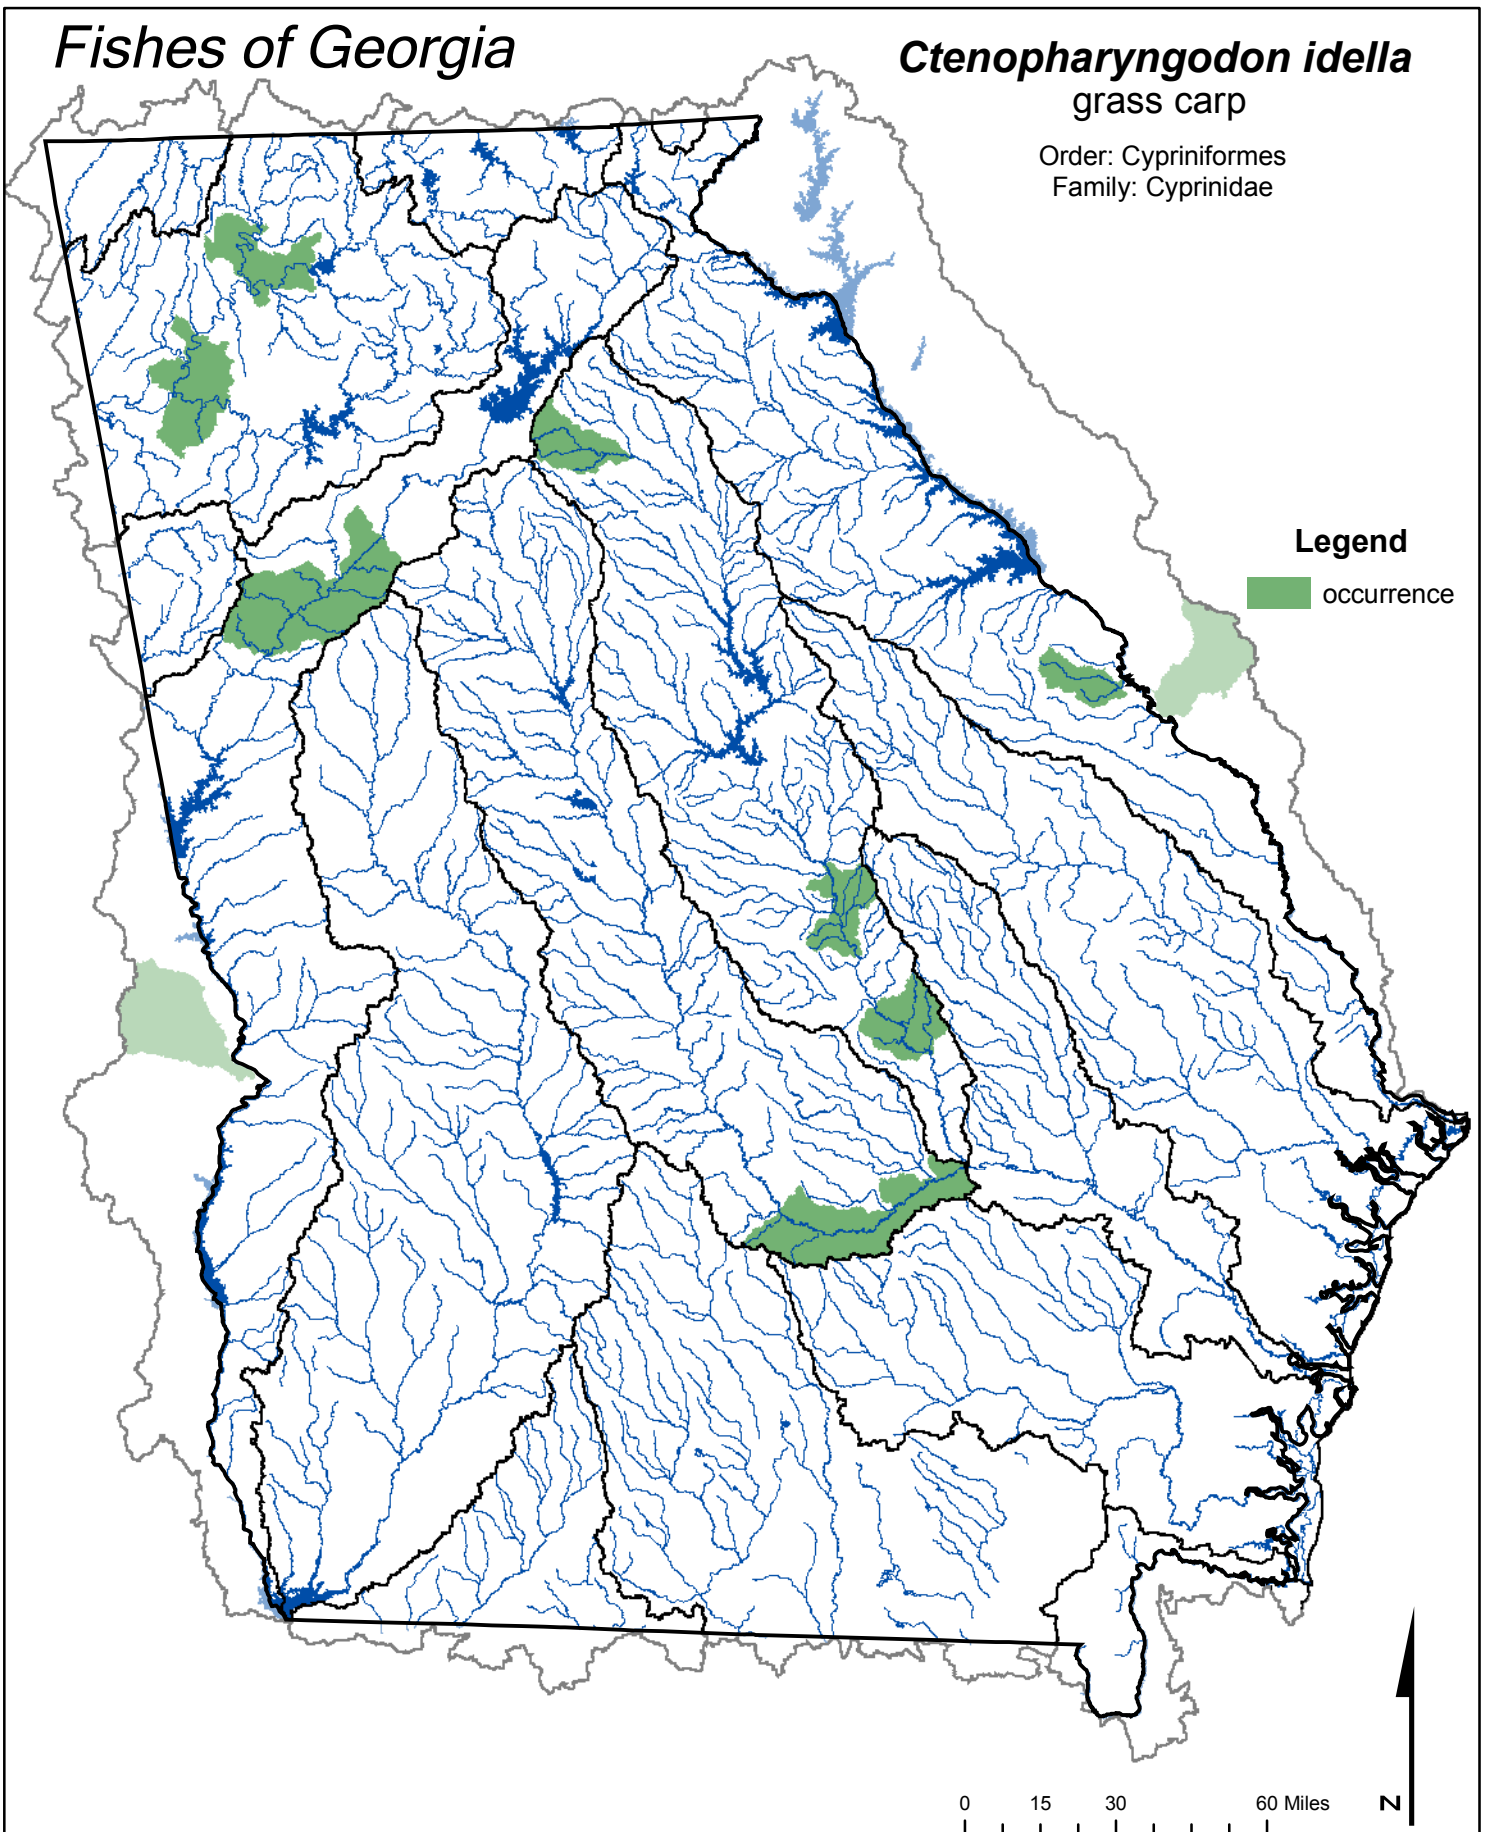 Fishes of Georgia
Ctenopharyngodon idella
grass carp
Order: Cypriniformes
Family: Cyprinidae
Legend
occurrence
0 15 30 60 Miles
N